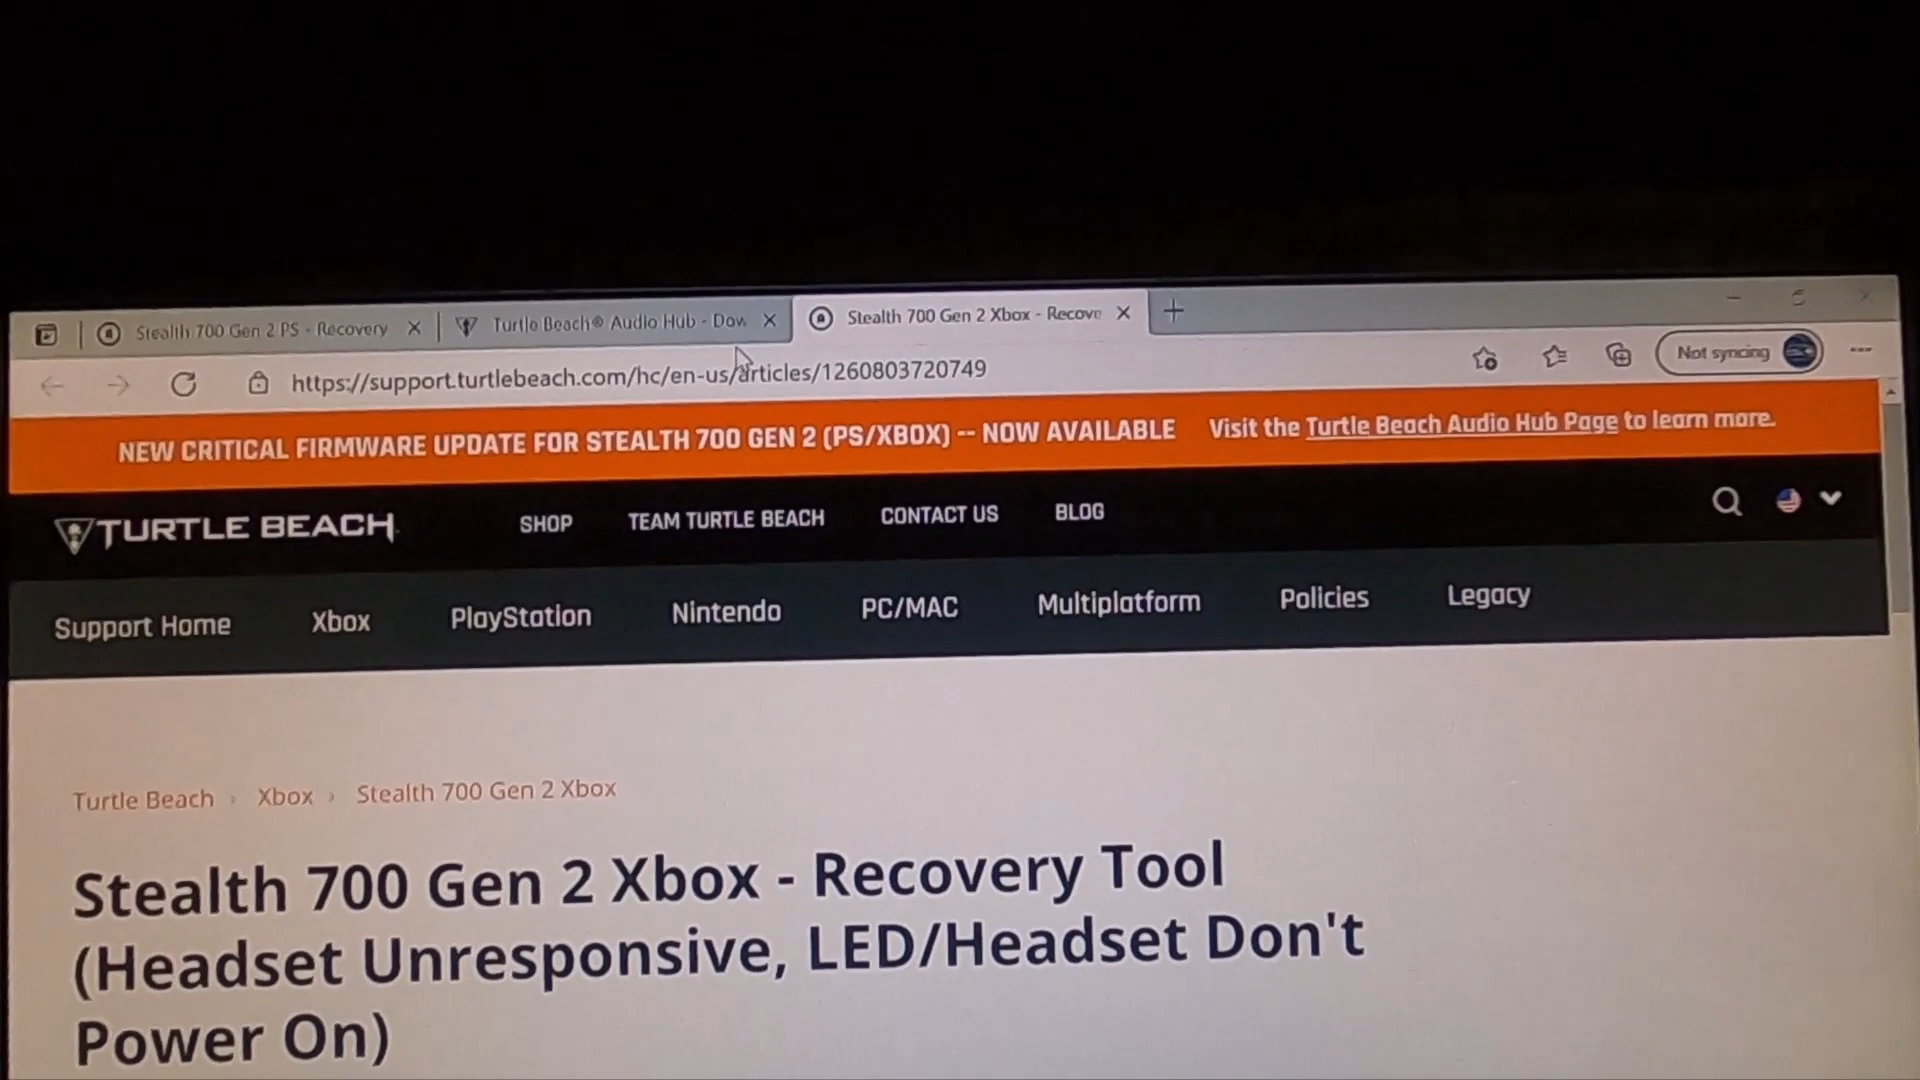 Stealth 700 Gen 2 PS - Recovery
Turtle Beach® Audio Hub - Dow
Stealth 700 Gen 2 Xbox - Recove
https://support.turtlebeach.com/hc/en-us/articles/1260803720749
Not syncing
NEW CRITICAL FIRMWARE UPDATE FOR STEALTH 700 GEN 2 (PS/XBOX) -- NOW AVAILABLE Visit the Turtle Beach Audio Hub Page to learn more.
TURTLE BEACH
SHOP TEAM TURTLE BEACH CONTACT US BLOG
Support Home Xbox PlayStation Nintendo PC/MAC Multiplatform Policies Legacy
Turtle Beach › Xbox › Stealth 700 Gen 2 Xbox
Stealth 700 Gen 2 Xbox - Recovery Tool
(Headset Unresponsive, LED/Headset Don't
Power On)